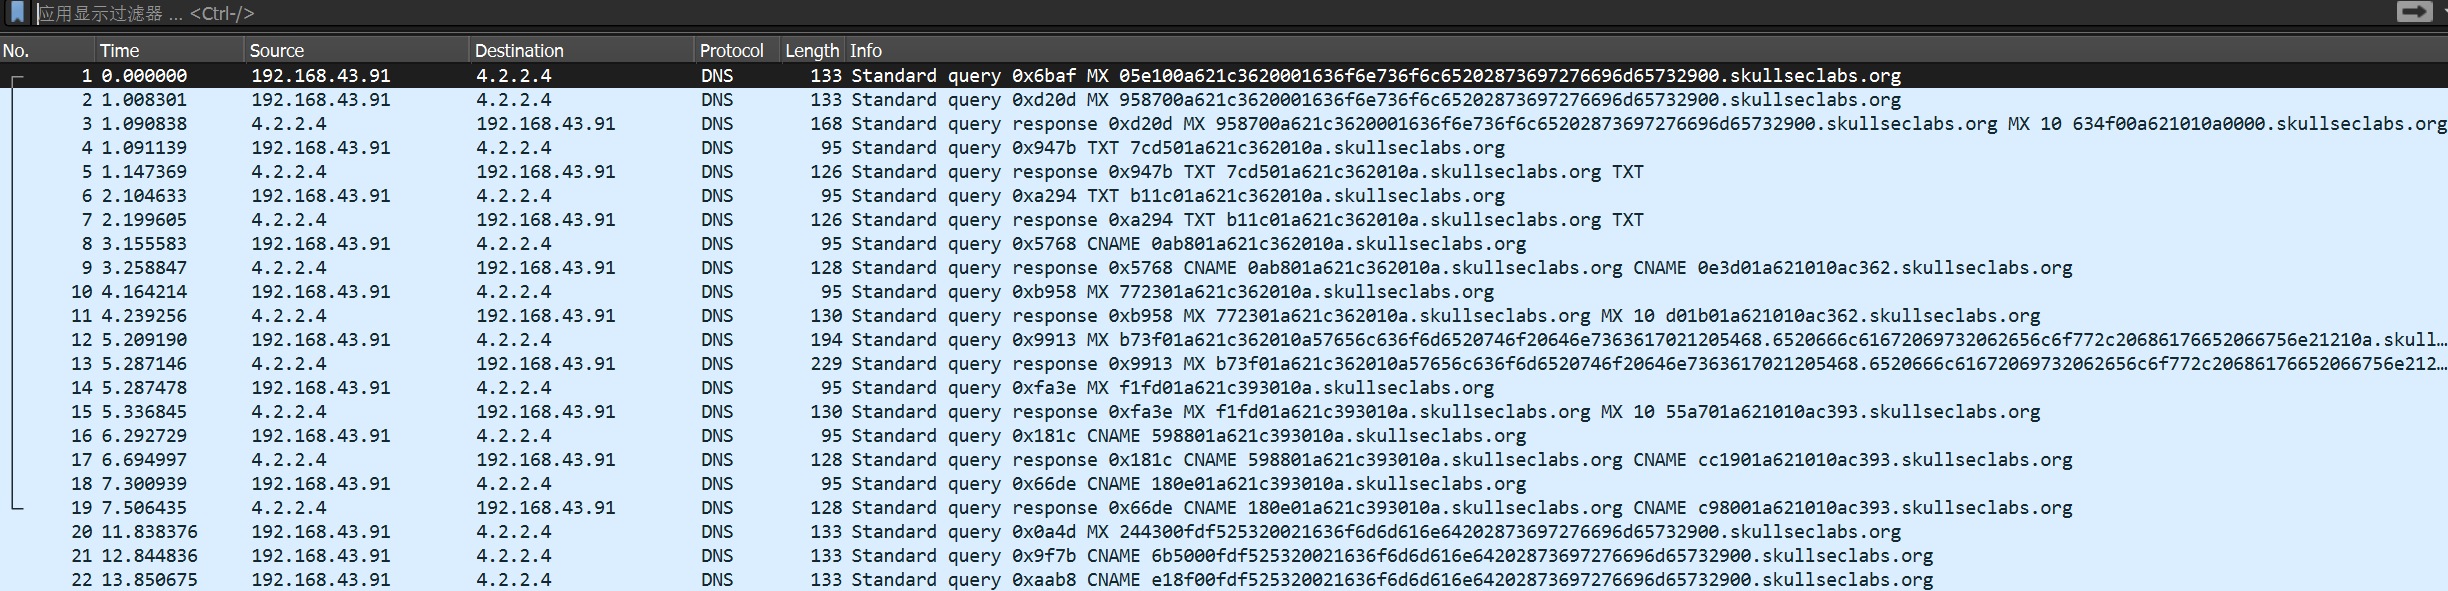 应用显示过滤器 … <Ctrl-/>
No. Time Source Destination Protocol Length Info
1 0.000000 192.168.43.91 4.2.2.4 DNS 133 Standard query 0x6baf MX 05e100a621c3620001636f6e736f6c65202873697276696d65732900.skullseclabs.org
2 1.008301 192.168.43.91 4.2.2.4 DNS 133 Standard query 0xd20d MX 958700a621c3620001636f6e736f6c65202873697276696d65732900.skullseclabs.org
3 1.090838 4.2.2.4 192.168.43.91 DNS 168 Standard query response 0xd20d MX 958700a621c3620001636f6e736f6c65202873697276696d65732900.skullseclabs.org MX 10 634f00a621010a0000.skullseclabs.org
4 1.091139 192.168.43.91 4.2.2.4 DNS 95 Standard query 0x947b TXT 7cd501a621c362010a.skullseclabs.org
5 1.147369 4.2.2.4 192.168.43.91 DNS 126 Standard query response 0x947b TXT 7cd501a621c362010a.skullseclabs.org TXT
6 2.104633 192.168.43.91 4.2.2.4 DNS 95 Standard query 0xa294 TXT b11c01a621c362010a.skullseclabs.org
7 2.199605 4.2.2.4 192.168.43.91 DNS 126 Standard query response 0xa294 TXT b11c01a621c362010a.skullseclabs.org TXT
8 3.155583 192.168.43.91 4.2.2.4 DNS 95 Standard query 0x5768 CNAME 0ab801a621c362010a.skullseclabs.org
9 3.258847 4.2.2.4 192.168.43.91 DNS 128 Standard query response 0x5768 CNAME 0ab801a621c362010a.skullseclabs.org CNAME 0e3d01a621010ac362.skullseclabs.org
10 4.164214 192.168.43.91 4.2.2.4 DNS 95 Standard query 0xb958 MX 772301a621c362010a.skullseclabs.org
11 4.239256 4.2.2.4 192.168.43.91 DNS 130 Standard query response 0xb958 MX 772301a621c362010a.skullseclabs.org MX 10 d01b01a621010ac362.skullseclabs.org
12 5.209190 192.168.43.91 4.2.2.4 DNS 194 Standard query 0x9913 MX b73f01a621c362010a57656c636f6d6520746f20646e7363617021205468.6520666c61672069732062656c6f772c20686176652066756e21210a.skull…
13 5.287146 4.2.2.4 192.168.43.91 DNS 229 Standard query response 0x9913 MX b73f01a621c362010a57656c636f6d6520746f20646e7363617021205468.6520666c61672069732062656c6f772c20686176652066756e212…
14 5.287478 192.168.43.91 4.2.2.4 DNS 95 Standard query 0xfa3e MX f1fd01a621c393010a.skullseclabs.org
15 5.336845 4.2.2.4 192.168.43.91 DNS 130 Standard query response 0xfa3e MX f1fd01a621c393010a.skullseclabs.org MX 10 55a701a621010ac393.skullseclabs.org
16 6.292729 192.168.43.91 4.2.2.4 DNS 95 Standard query 0x181c CNAME 598801a621c393010a.skullseclabs.org
17 6.694997 4.2.2.4 192.168.43.91 DNS 128 Standard query response 0x181c CNAME 598801a621c393010a.skullseclabs.org CNAME cc1901a621010ac393.skullseclabs.org
18 7.300939 192.168.43.91 4.2.2.4 DNS 95 Standard query 0x66de CNAME 180e01a621c393010a.skullseclabs.org
19 7.506435 4.2.2.4 192.168.43.91 DNS 128 Standard query response 0x66de CNAME 180e01a621c393010a.skullseclabs.org CNAME c98001a621010ac393.skullseclabs.org
20 11.838376 192.168.43.91 4.2.2.4 DNS 133 Standard query 0x0a4d MX 244300fdf525320021636f6d6d616e64202873697276696d65732900.skullseclabs.org
21 12.844836 192.168.43.91 4.2.2.4 DNS 133 Standard query 0x9f7b CNAME 6b5000fdf525320021636f6d6d616e64202873697276696d65732900.skullseclabs.org
22 13.850675 192.168.43.91 4.2.2.4 DNS 133 Standard query 0xaab8 CNAME e18f00fdf525320021636f6d6d616e64202873697276696d65732900.skullseclabs.org